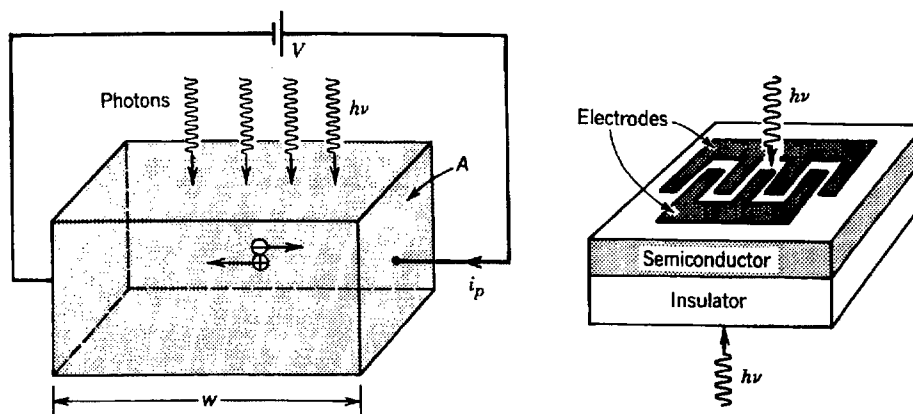 V
Photons
hν
A
i_p
w
hν
Electrodes
Semiconductor
Insulator
hν